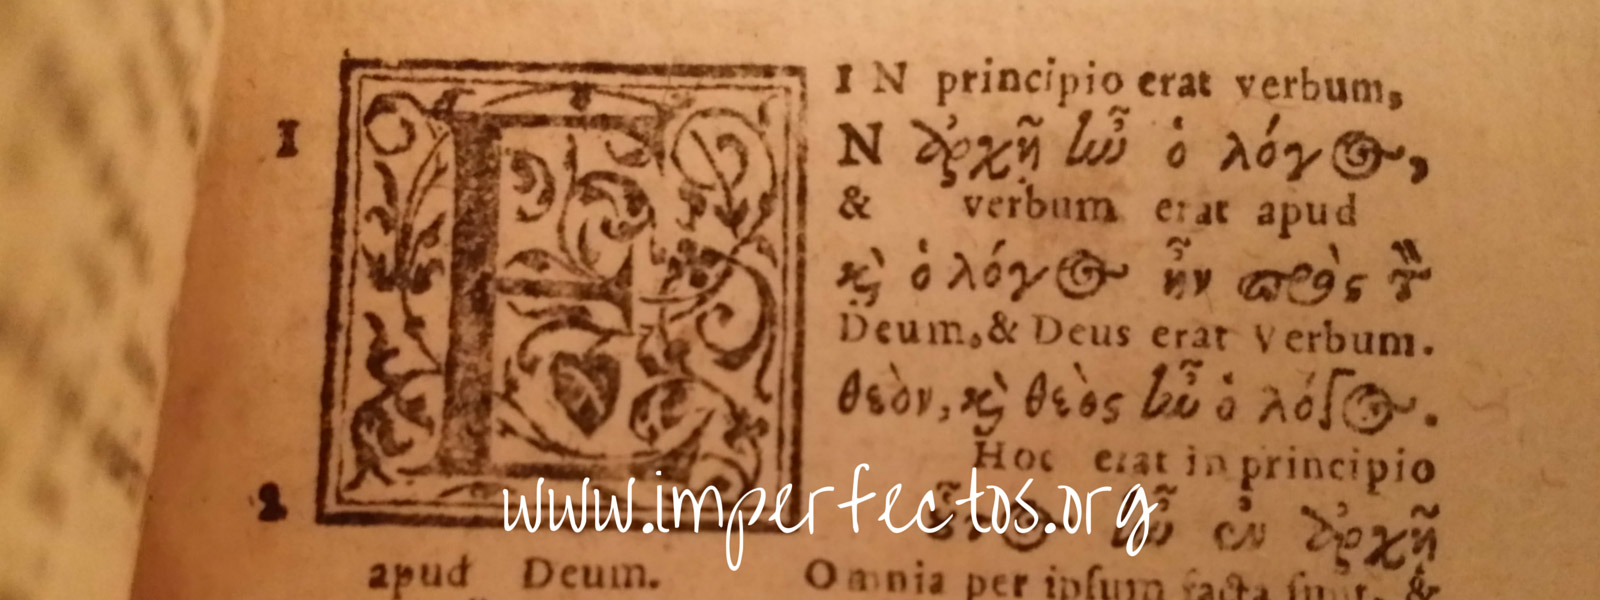 IN principio erat verbum,
1 EN ἀρχῇ ἦν ὁ λόγος,
& verbum erat apud
καὶ ὁ λόγος ἦν πρὸς τὸν
Deum, & Deus erat Verbum.
θεὸν, καὶ θεὸς ἦν ὁ λόγος.
Hoc erat in principio
2 ἦν ἐν ἀρχῇ
www.imperfectos.org
apud Deum. Omnia per ipſum facta ſunt, &